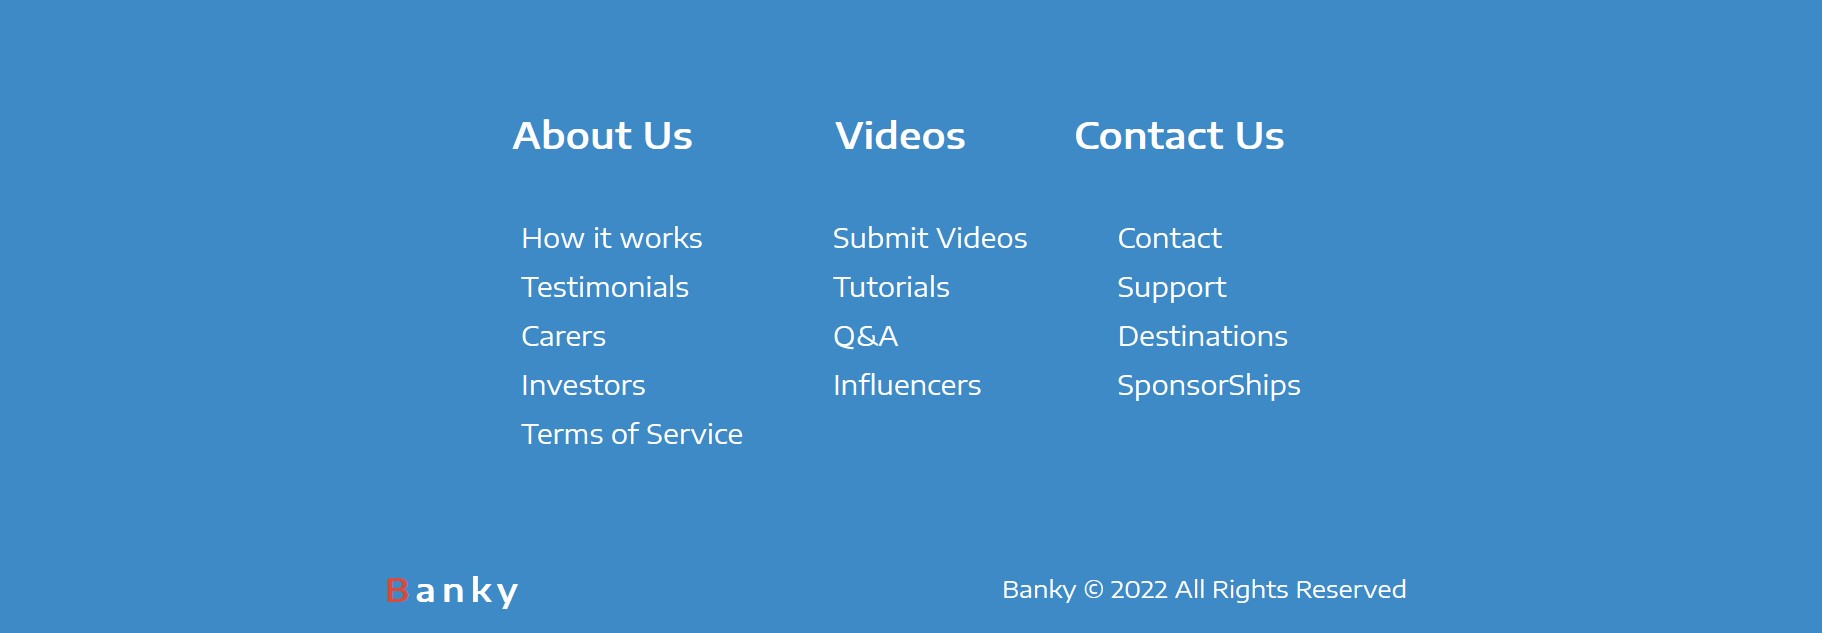 About Us
How it works
Testimonials
Carers
Investors
Terms of Service
Videos
Submit Videos
Tutorials
Q&A
Influencers
Contact Us
Contact
Support
Destinations
SponsorShips
Banky
Banky © 2022 All Rights Reserved